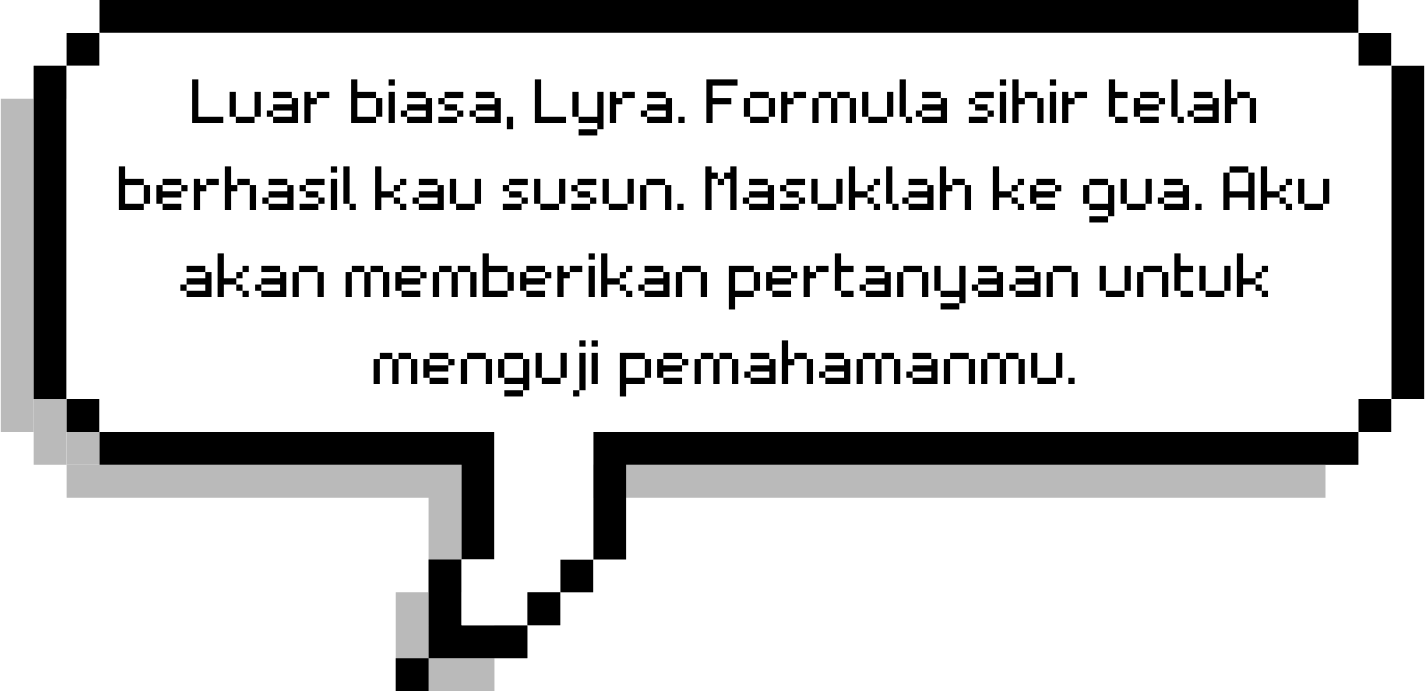 Luar biasa, Lyra. Formula sihir telah
berhasil kau susun. Masuklah ke gua. Aku
akan memberikan pertanyaan untuk
menguji pemahamanmu.